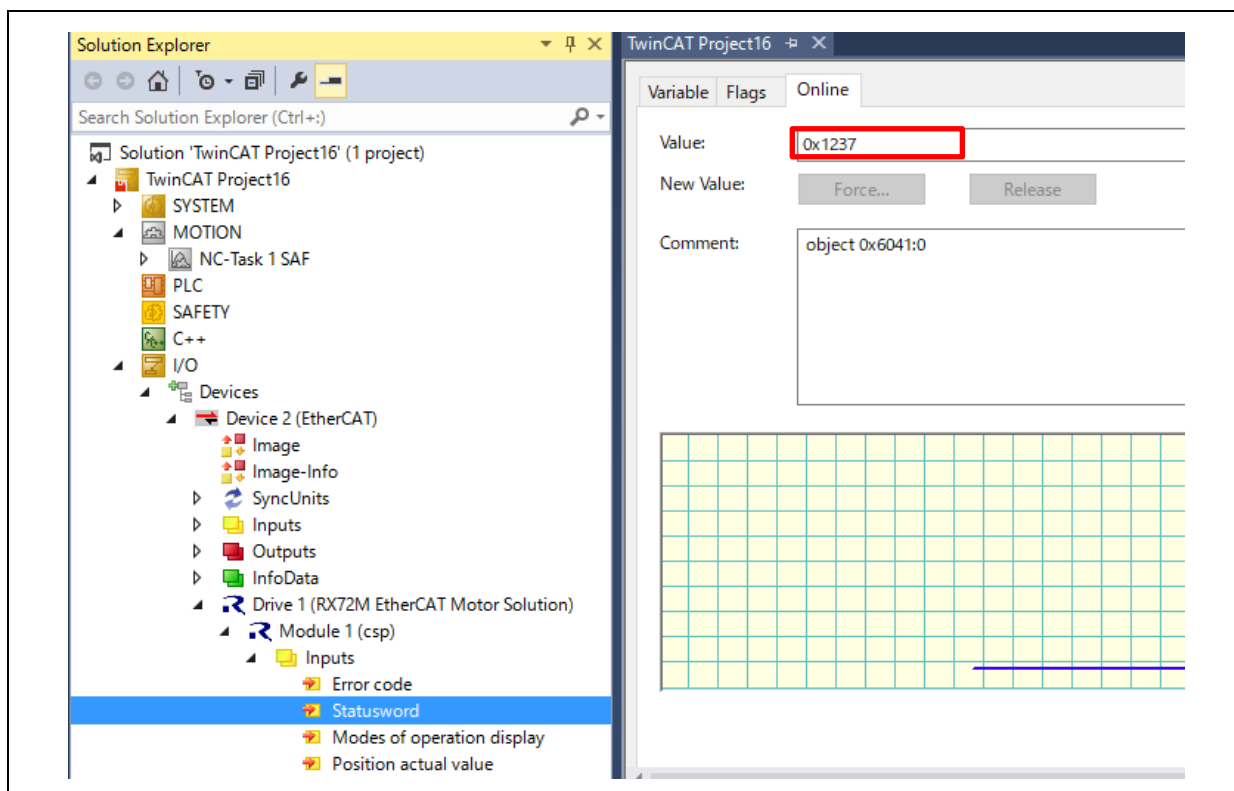 Solution Explorer
Search Solution Explorer (Ctrl+:)
Solution 'TwinCAT Project16' (1 project)
TwinCAT Project16
SYSTEM
MOTION
NC-Task 1 SAF
PLC
SAFETY
C++
I/O
Devices
Device 2 (EtherCAT)
Image
Image-Info
SyncUnits
Inputs
Outputs
InfoData
Drive 1 (RX72M EtherCAT Motor Solution)
Module 1 (csp)
Inputs
Error code
Statusword
Modes of operation display
Position actual value
TwinCAT Project16
Variable Flags Online
Value: 0x1237
New Value: Force... Release
Comment: object 0x6041:0